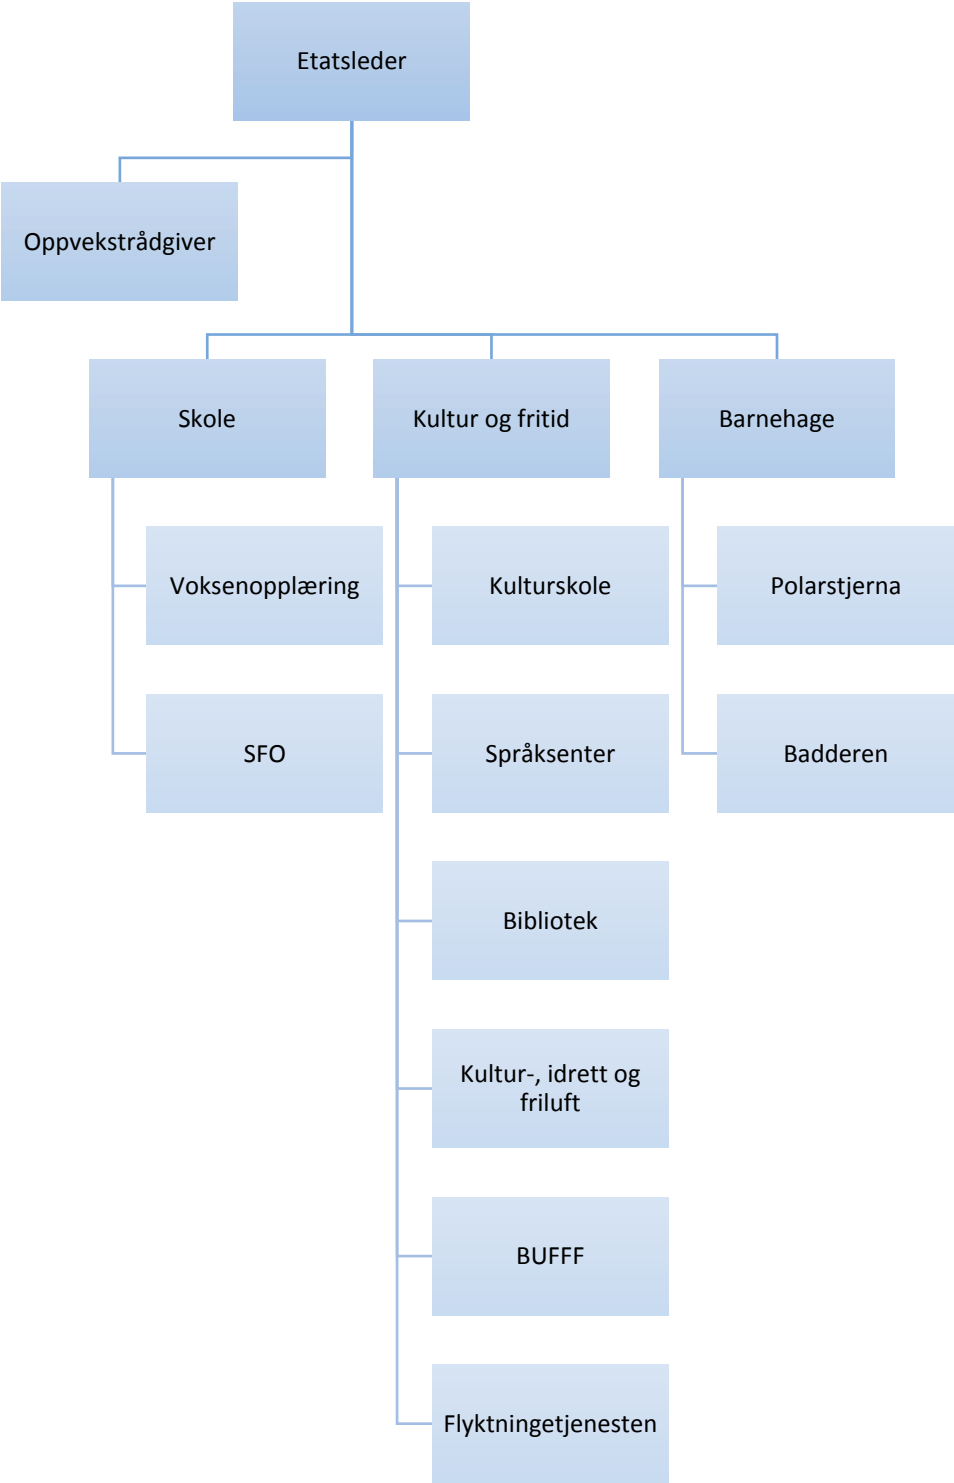 Etatsleder
Oppvekstrådgiver
Skole
Kultur og fritid
Barnehage
Voksenopplæring
Kulturskole
Polarstjerna
SFO
Språksenter
Badderen
Bibliotek
Kultur-, idrett og
friluft
BUFFF
Flyktningetjenesten